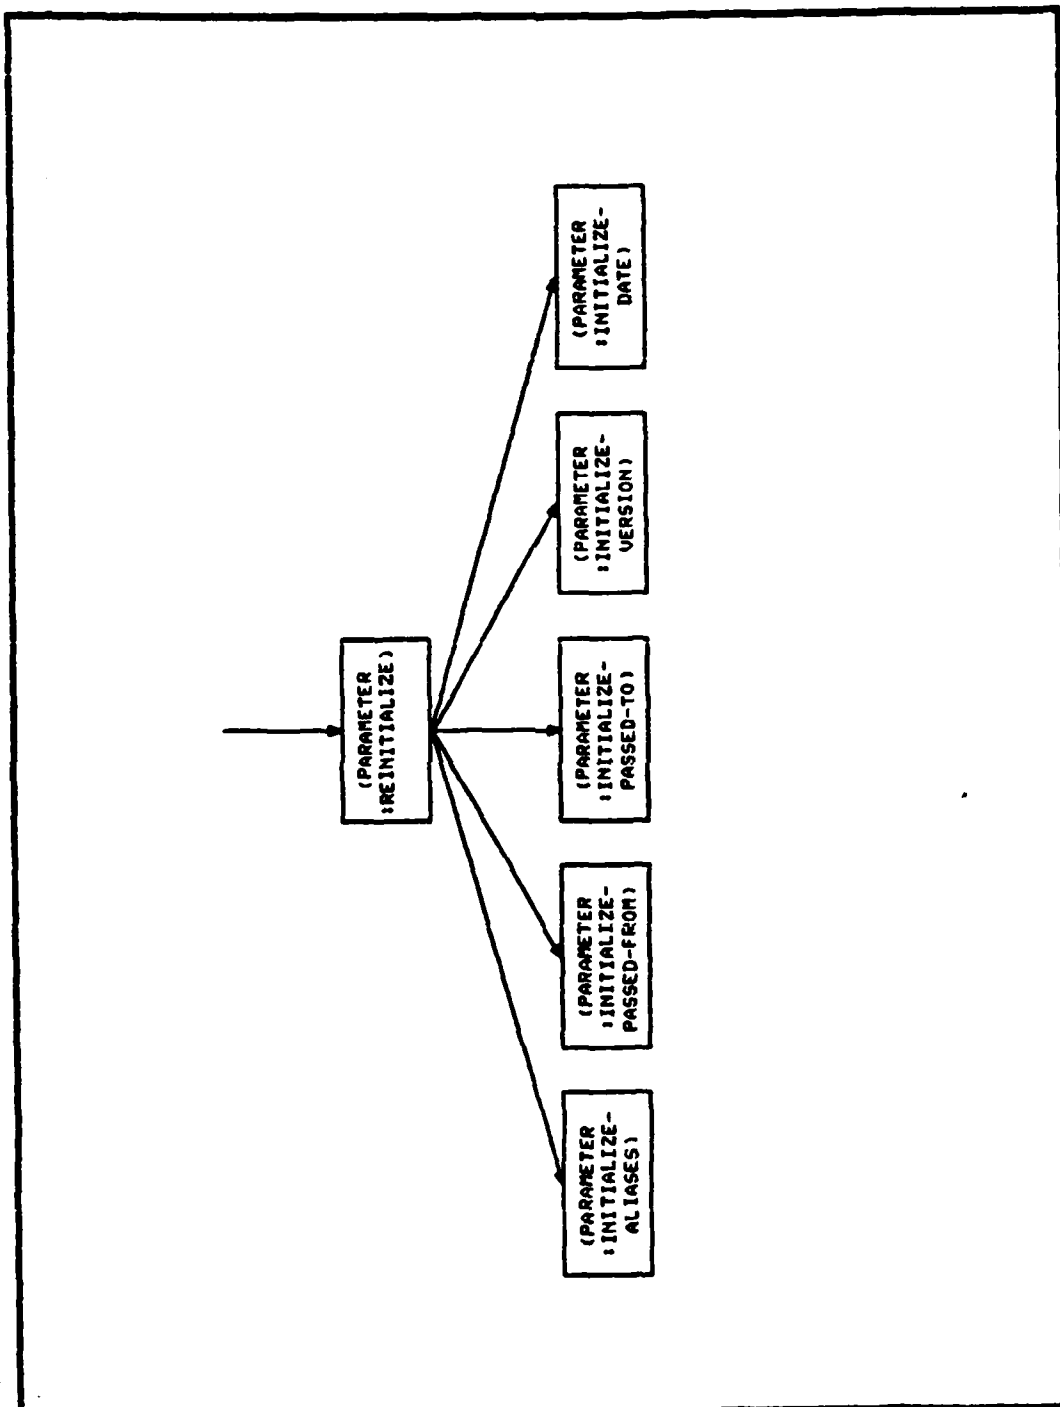 (PARAMETER
:REINITIALIZE)
(PARAMETER
:INITIALIZE-
ALIASES)
(PARAMETER
:INITIALIZE-
PASSED-FROM)
(PARAMETER
:INITIALIZE-
PASSED-TO)
(PARAMETER
:INITIALIZE-
VERSION)
(PARAMETER
:INITIALIZE-
DATE)